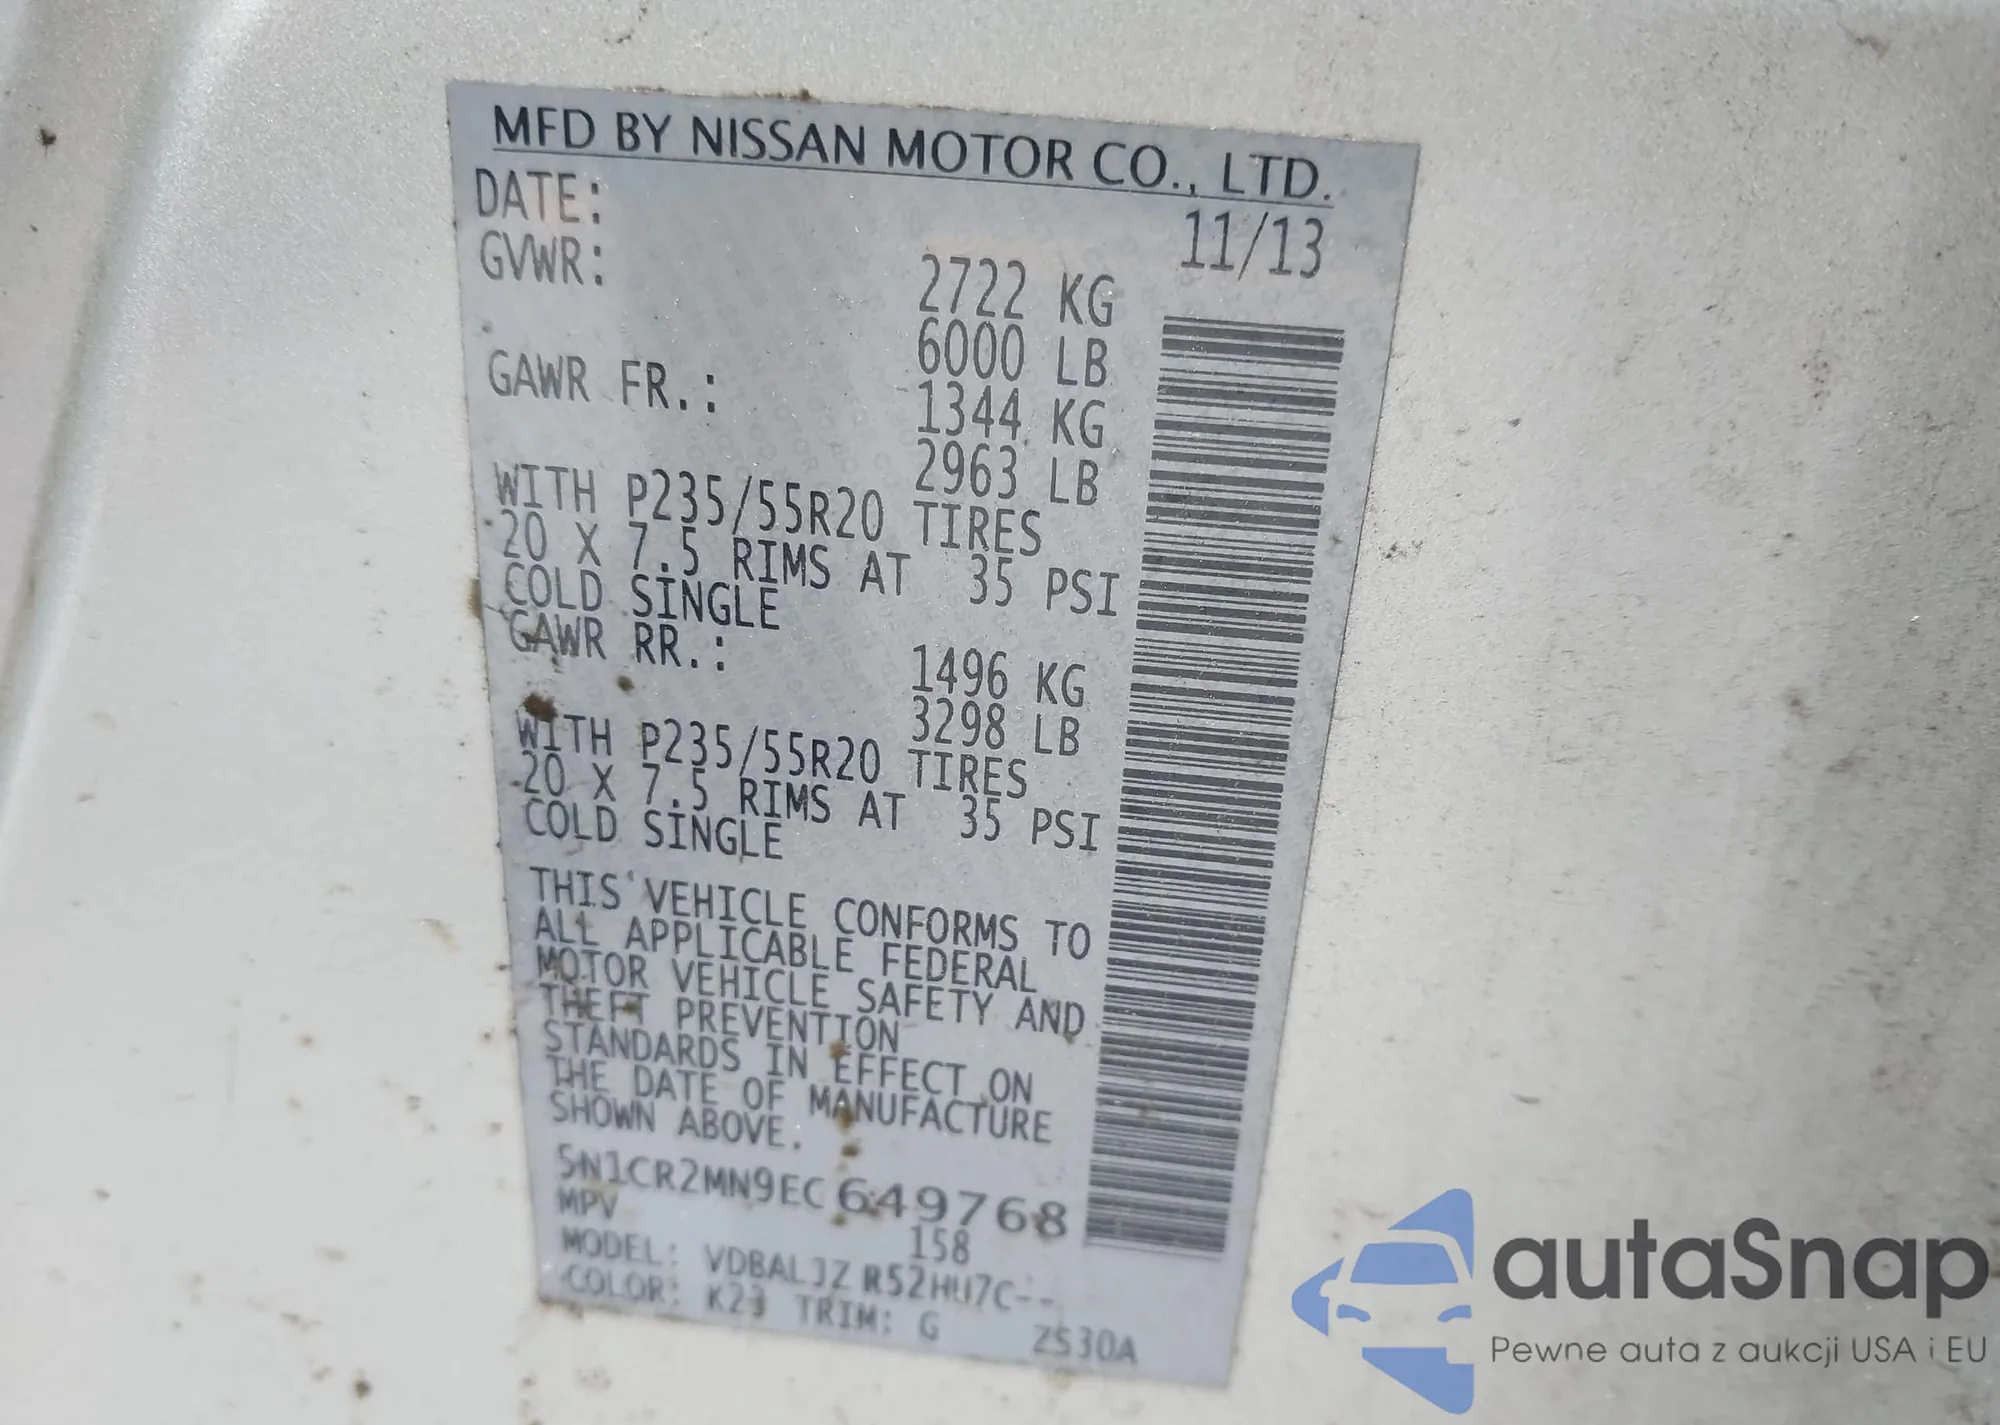 MFD BY NISSAN MOTOR CO., LTD.
DATE: 11/13
GVWR: 2722 KG
6000 LB
GAWR FR.: 1344 KG
2963 LB
WITH P235/55R20 TIRES
20 X 7.5 RIMS AT 35 PSI
COLD SINGLE
GAWR RR.: 1496 KG
3298 LB
WITH P235/55R20 TIRES
20 X 7.5 RIMS AT 35 PSI
COLD SINGLE
THIS VEHICLE CONFORMS TO
ALL APPLICABLE FEDERAL
MOTOR VEHICLE SAFETY AND
THEFT PREVENTION
STANDARDS IN EFFECT ON
THE DATE OF MANUFACTURE
SHOWN ABOVE.
5N1CR2MN9EC649768
MPV 158
MODEL: VDBALJZ R52HU7C--
COLOR: K23 TRIM: G ZS30A
autaSnap
Pewne auta z aukcji USA i EU